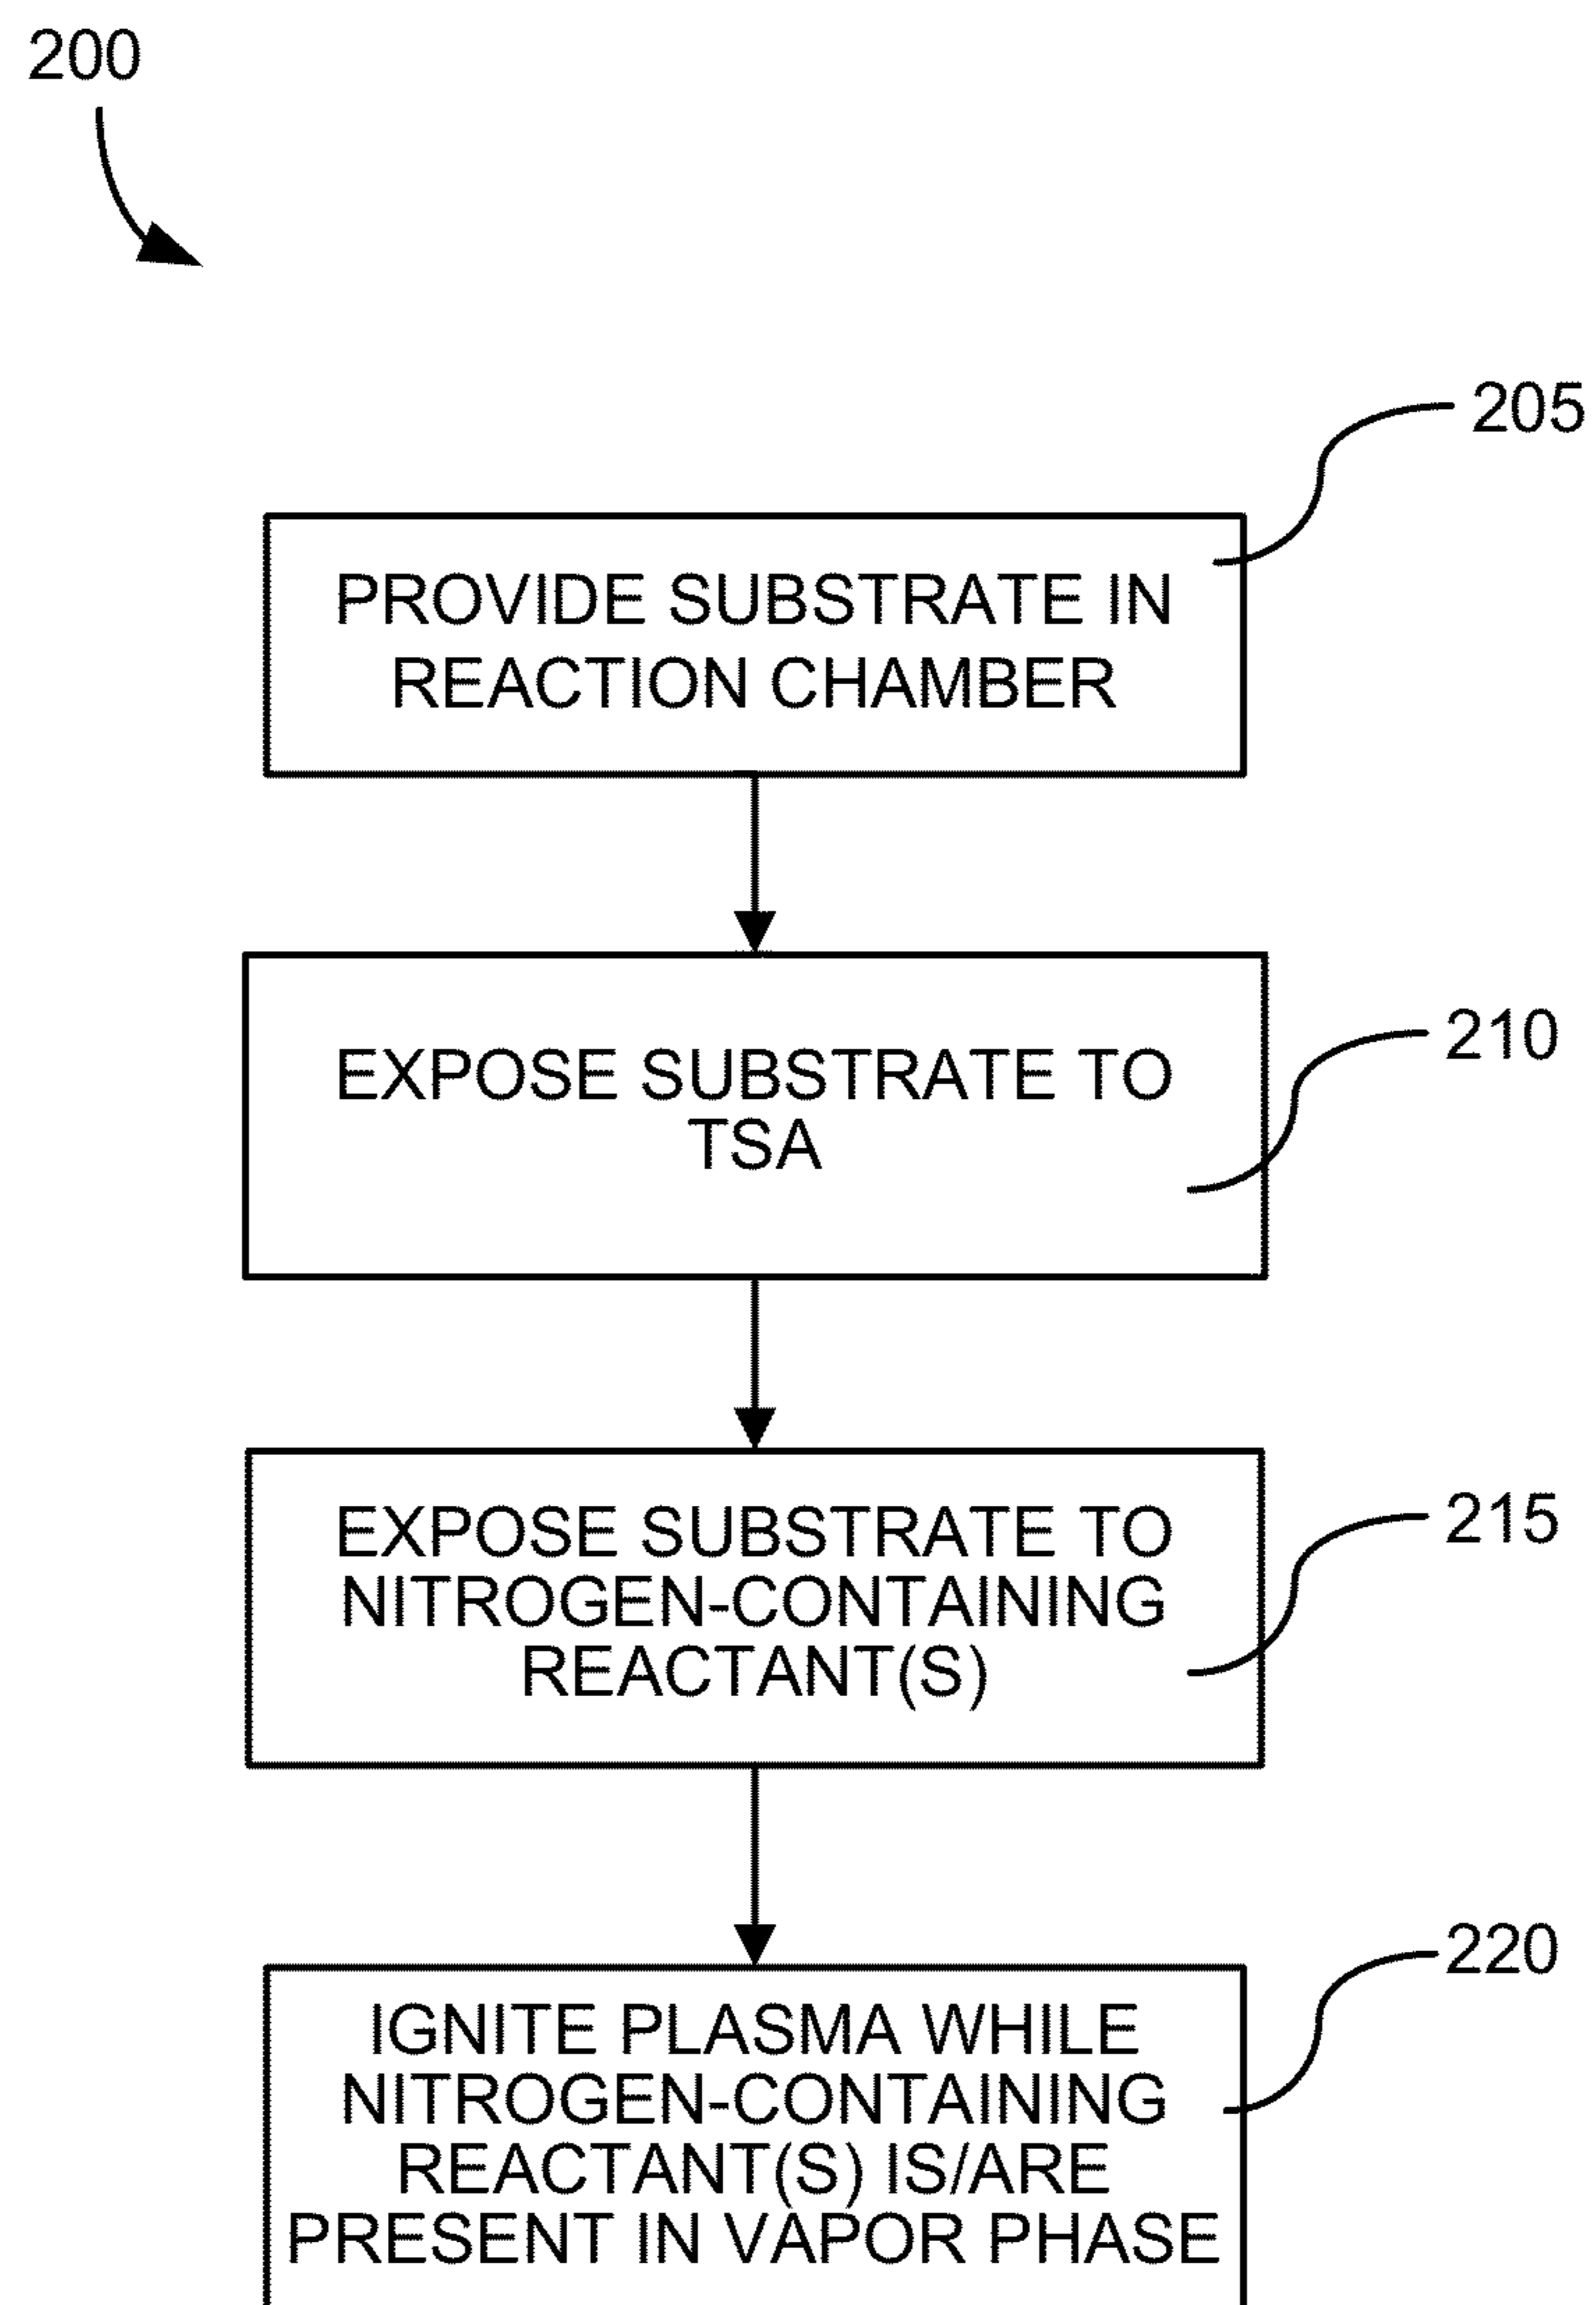 200
205
PROVIDE SUBSTRATE IN
REACTION CHAMBER
210
EXPOSE SUBSTRATE TO
TSA
215
EXPOSE SUBSTRATE TO
NITROGEN-CONTAINING
REACTANT(S)
220
IGNITE PLASMA WHILE
NITROGEN-CONTAINING
REACTANT(S) IS/ARE
PRESENT IN VAPOR PHASE